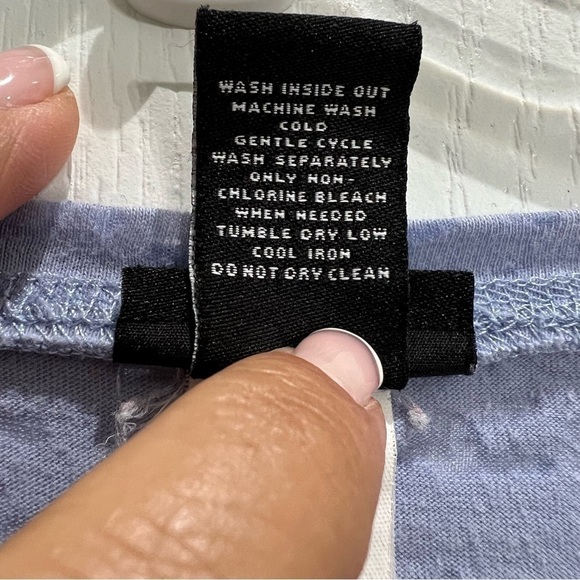 WASH INSIDE OUT
MACHINE WASH
COLD
GENTLE CYCLE
WASH SEPARATELY
ONLY NON-
CHLORINE BLEACH
WHEN NEEDED
TUMBLE DRY LOW
COOL IRON
DO NOT DRY CLEAN